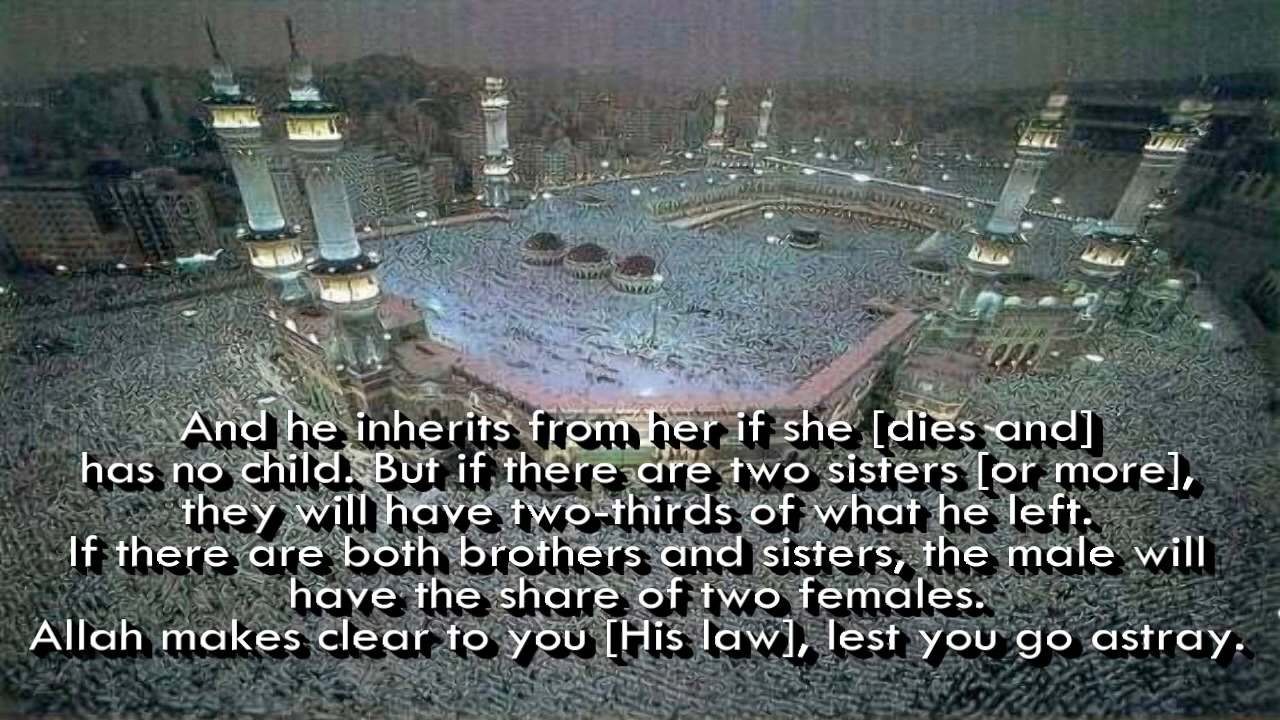 And he inherits from her if she [dies and]
has no child. But if there are two sisters [or more],
they will have two-thirds of what he left.
If there are both brothers and sisters, the male will
have the share of two females.
Allah makes clear to you [His law], lest you go astray.